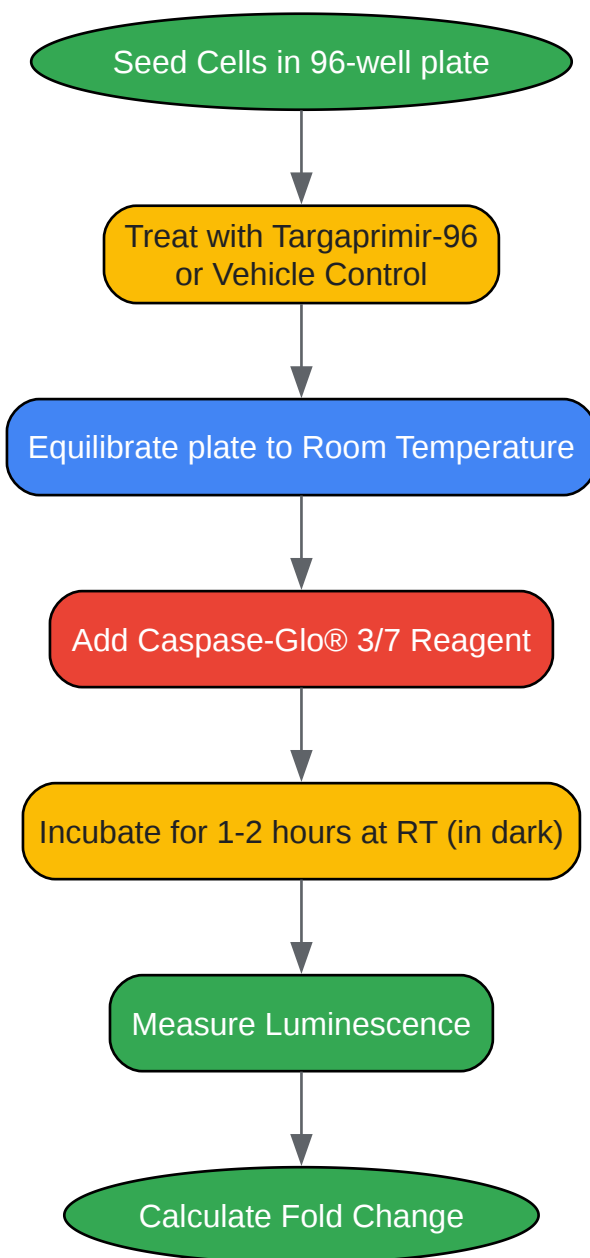 Seed Cells in 96-well plate
Treat with Targaprimir-96
or Vehicle Control
Equilibrate plate to Room Temperature
Add Caspase-Glo® 3/7 Reagent
Incubate for 1-2 hours at RT (in dark)
Measure Luminescence
Calculate Fold Change